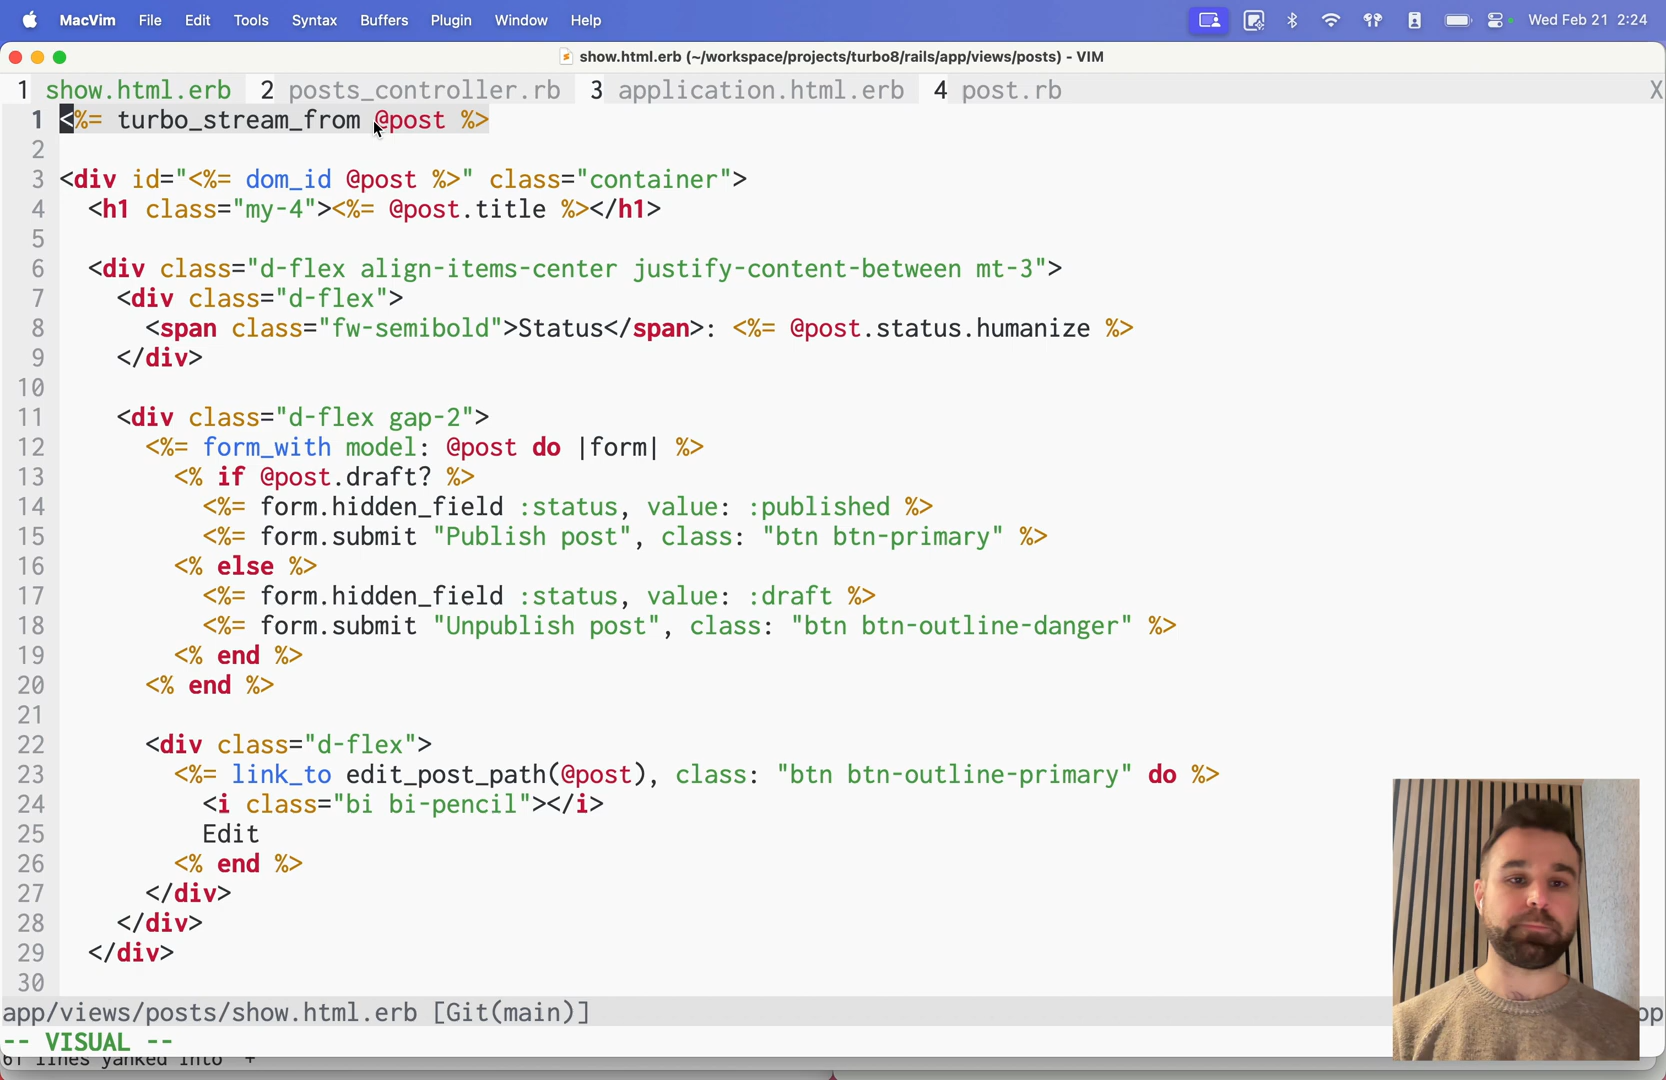 MacVim File Edit Tools Syntax Buffers Plugin Window Help Wed Feb 21 2:24
show.html.erb (~/workspace/projects/turbo8/rails/app/views/posts) - VIM
1 show.html.erb 2 posts_controller.rb 3 application.html.erb 4 post.rb X
1 <%= turbo_stream_from @post %>
2
3 <div id="<%= dom_id @post %>" class="container">
4 <h1 class="my-4"><%= @post.title %></h1>
5
6 <div class="d-flex align-items-center justify-content-between mt-3">
7 <div class="d-flex">
8 <span class="fw-semibold">Status</span>: <%= @post.status.humanize %>
9 </div>
10
11 <div class="d-flex gap-2">
12 <%= form_with model: @post do |form| %>
13 <% if @post.draft? %>
14 <%= form.hidden_field :status, value: :published %>
15 <%= form.submit "Publish post", class: "btn btn-primary" %>
16 <% else %>
17 <%= form.hidden_field :status, value: :draft %>
18 <%= form.submit "Unpublish post", class: "btn btn-outline-danger" %>
19 <% end %>
20 <% end %>
21
22 <div class="d-flex">
23 <%= link_to edit_post_path(@post), class: "btn btn-outline-primary" do %>
24 <i class="bi bi-pencil"></i>
25 Edit
26 <% end %>
27 </div>
28 </div>
29 </div>
30
app/views/posts/show.html.erb [Git(main)] op
-- VISUAL --
61 lines yanked into "+